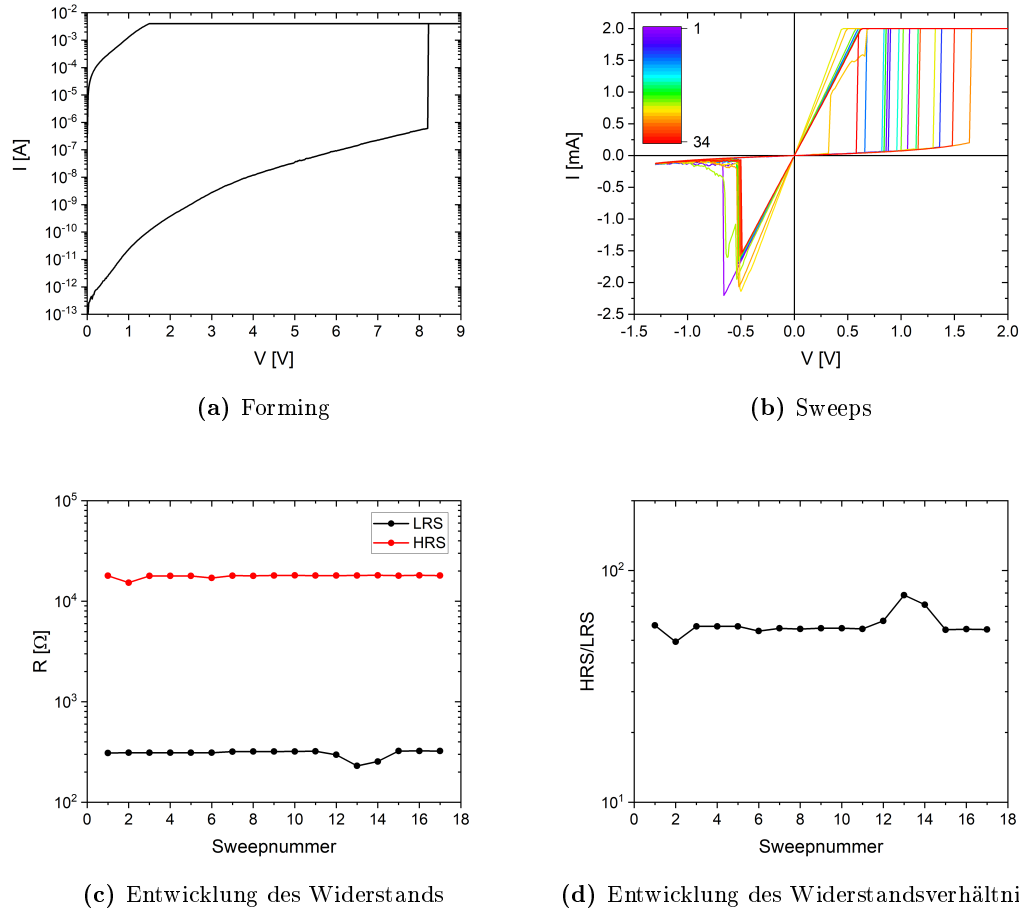 10^-2
10^-3
10^-4
10^-5
10^-6
10^-7
10^-8
10^-9
10^-10
10^-11
10^-12
10^-13
I [A]
0 1 2 3 4 5 6 7 8 9
V [V]
(a) Forming
2.0
1.5
1.0
0.5
0.0
-0.5
-1.0
-1.5
-2.0
-2.5
I [mA]
1
34
-1.5 -1.0 -0.5 0.0 0.5 1.0 1.5 2.0
V [V]
(b) Sweeps
10^5
10^4
10^3
10^2
R [Ω]
LRS
HRS
0 2 4 6 8 10 12 14 16 18
Sweepnummer
(c) Entwicklung des Widerstands
10^2
10^1
HRS/LRS
0 2 4 6 8 10 12 14 16 18
Sweepnummer
(d) Entwicklung des Widerstandsverhältni